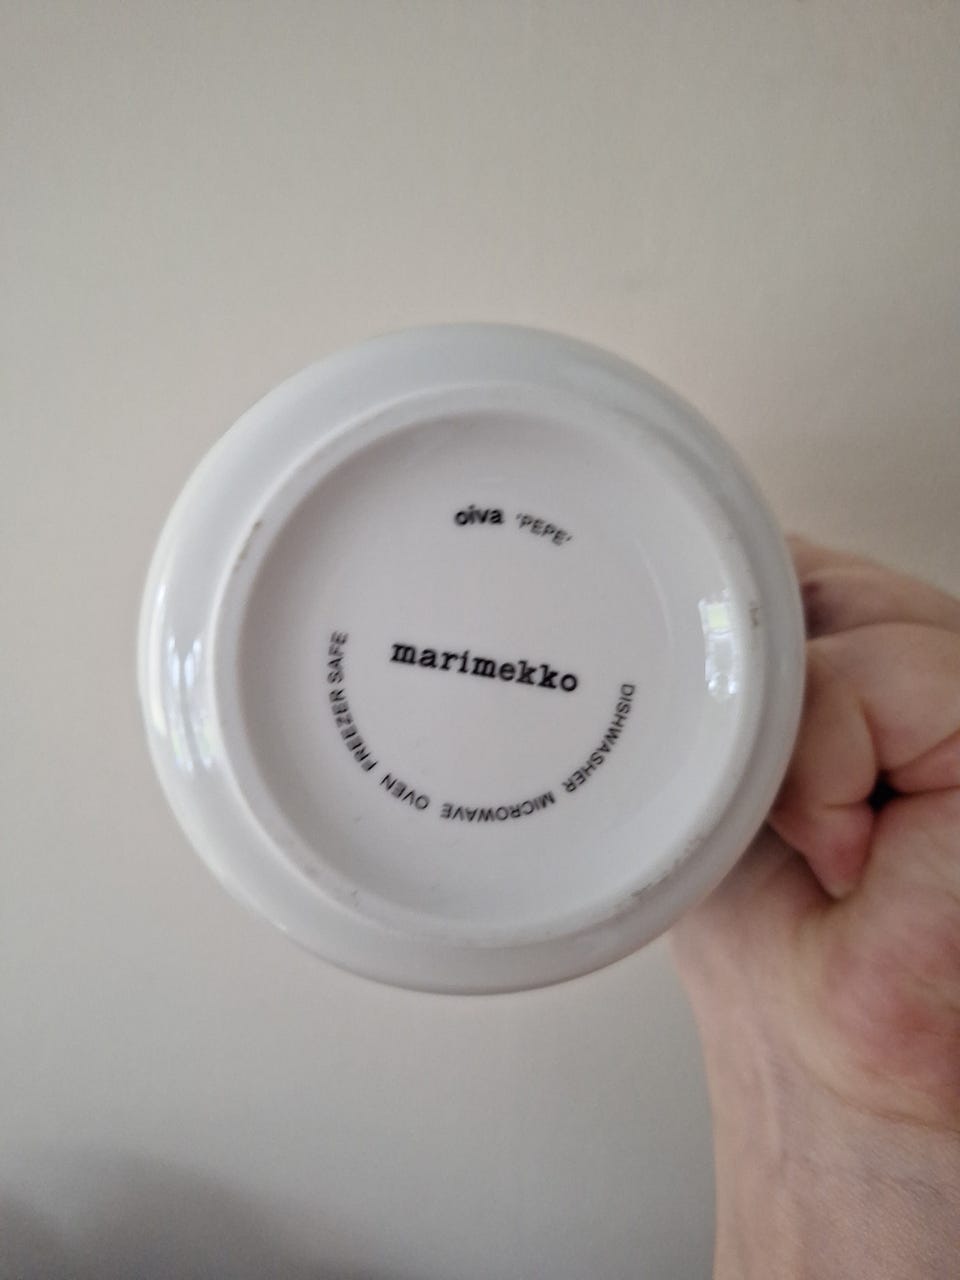 oiva 'PEPE'
marimekko
DISHWASHER MICROWAVE OVEN FREEZER SAFE